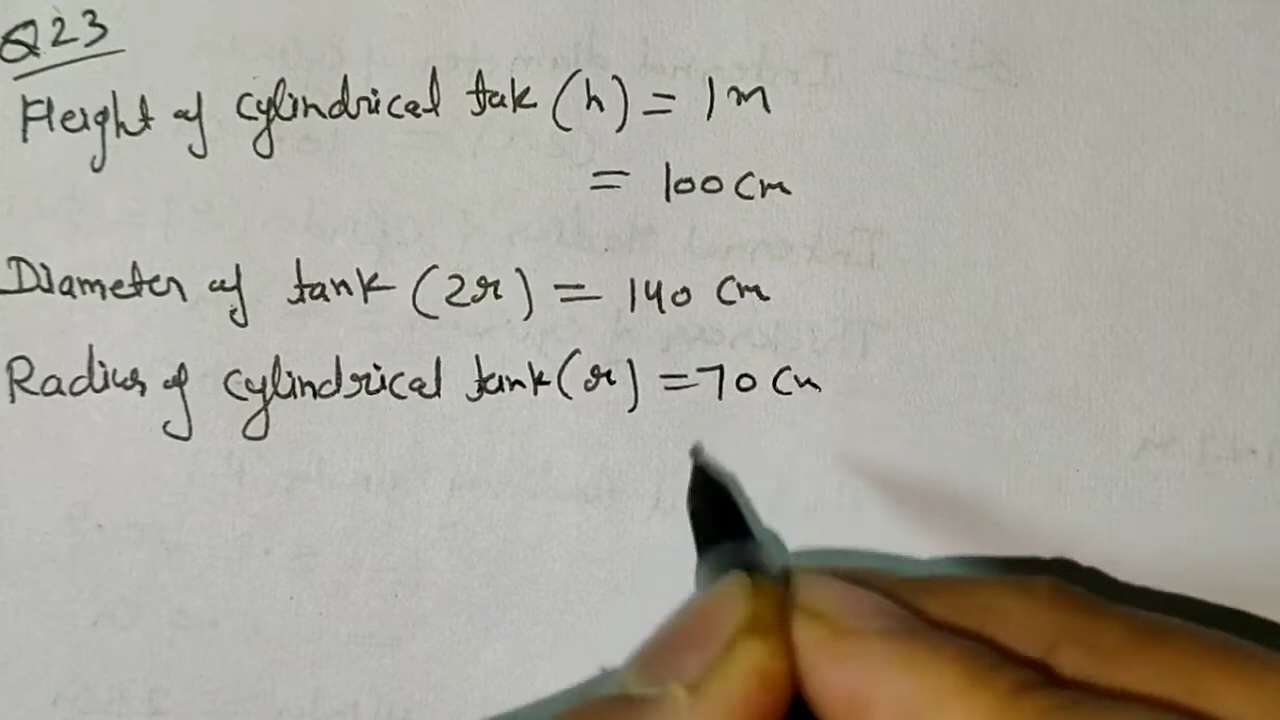 Q23
Height of cylindrical tak (h) = 1m
= 100 cm
Diameter of tank (2r) = 140 cm
Radius of cylindrical tank (r) = 70 cm